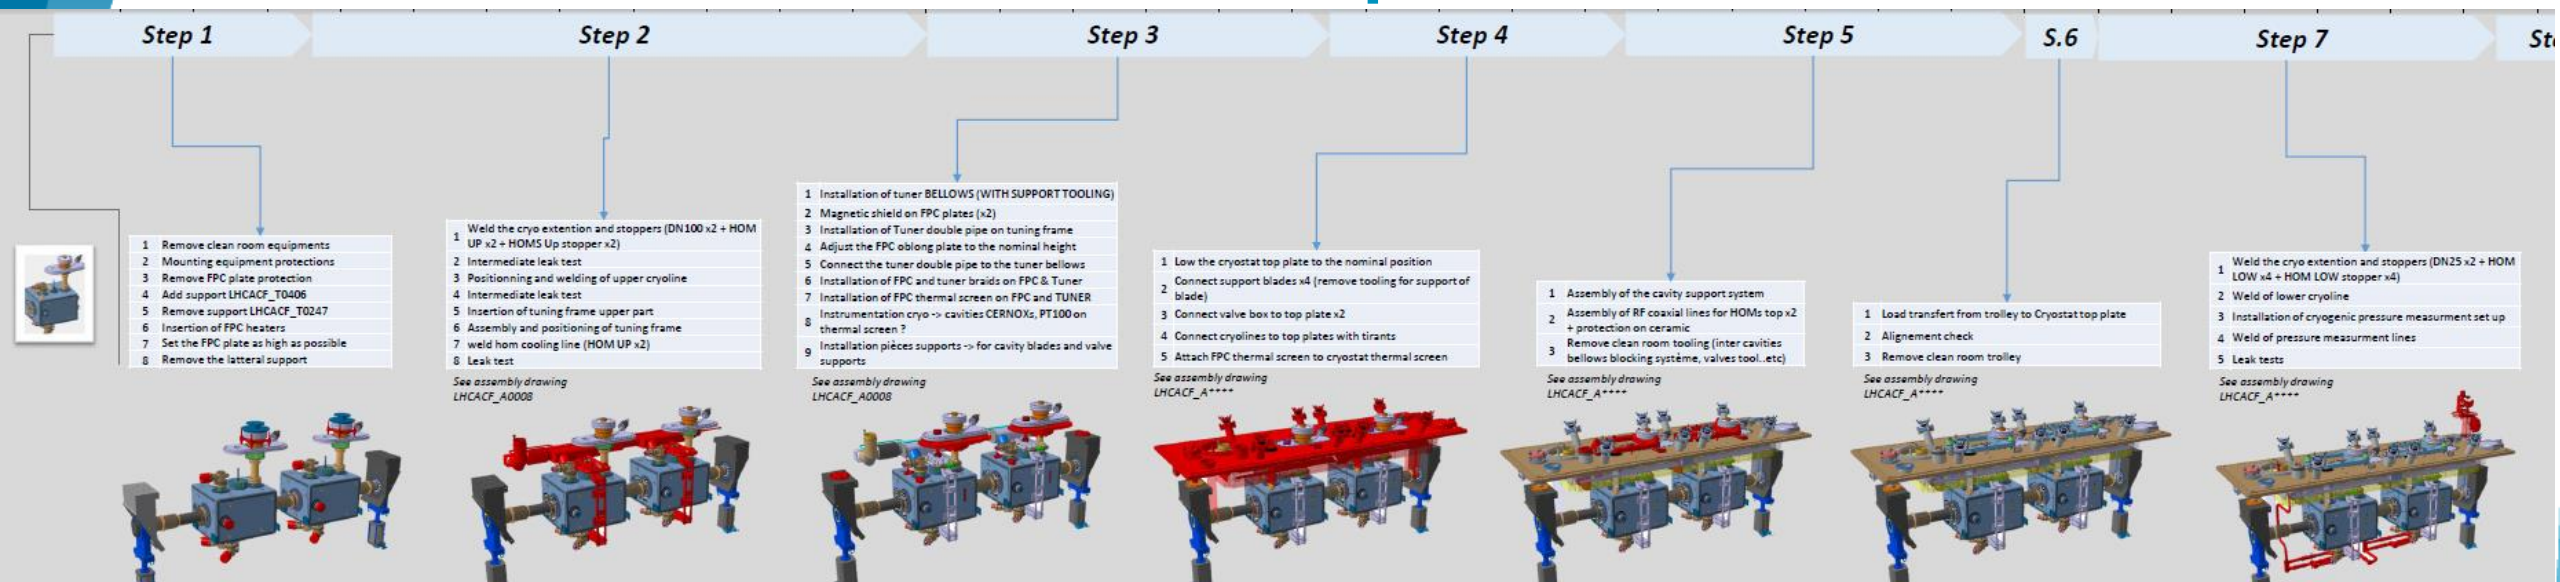 Step 1
Step 2
Step 3
Step 4
Step 5
S.6
Step 7
1 Remove clean room equipments
2 Mounting equipment protections
3 Remove FPC plate protection
4 Add support LHCACF_T0406
5 Remove support LHCACF_T0247
6 Insertion of FPC heaters
7 Set the FPC plate as high as possible
8 Remove the latteral support
1 Weld the cryo extention and stoppers (DN100 x2 + HOM
UP x2 + HOMS Up stopper x2)
2 Intermediate leak test
3 Positionning and welding of upper cryoline
4 Intermediate leak test
5 Insertion of tuning frame upper part
6 Assembly and positioning of tuning frame
7 weld hom cooling line (HOM UP x2)
8 Leak test
See assembly drawing
LHCACF_A0008
1 Installation of tuner BELLOWS (WITH SUPPORT TOOLING)
2 Magnetic shield on FPC plates (x2)
3 Installation of Tuner double pipe on tuning frame
4 Adjust the FPC oblong plate to the nominal height
5 Connect the tuner double pipe to the tuner bellows
6 Installation of FPC and tuner braids on FPC & Tuner
7 Installation of FPC thermal screen on FPC and TUNER
8 Instrumentation cryo -> cavities CERNOXs, PT100 on
thermal screen ?
9 Installation pièces supports -> for cavity blades and valve
supports
See assembly drawing
LHCACF_A0008
1 Low the cryostat top plate to the nominal position
2 Connect support blades x4 (remove tooling for support of
blade)
3 Connect valve box to top plate x2
4 Connect cryolines to top plates with tirants
5 Attach FPC thermal screen to cryostat thermal screen
See assembly drawing
LHCACF_A****
1 Assembly of the cavity support system
2 Assembly of RF coaxial lines for HOMs top x2
+ protection on ceramic
3 Remove clean room tooling (inter cavities
bellows blocking système, valves tool..etc)
See assembly drawing
LHCACF_A****
1 Load transfert from trolley to Cryostat top plate
2 Alignement check
3 Remove clean room trolley
See assembly drawing
LHCACF_A****
1 Weld the cryo extention and stoppers (DN25 x2 + HOM
LOW x4 + HOM LOW stopper x4)
2 Weld of lower cryoline
3 Installation of cryogenic pressure measurment set up
4 Weld of pressure measurment lines
5 Leak tests
See assembly drawing
LHCACF_A****